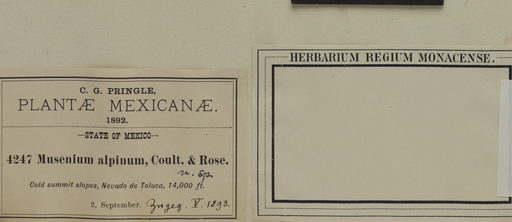 C. G. PRINGLE,
PLANTÆ MEXICANÆ.
1892.
STATE OF MEXICO
4247 Musenium alpinum, Coult. & Rose.
n. sp.
Cold summit slopes, Nevado de Toluca, 14,000 ft.
2, September. Zngeg. V. 1893.
HERBARIUM REGIUM MONACENSE.